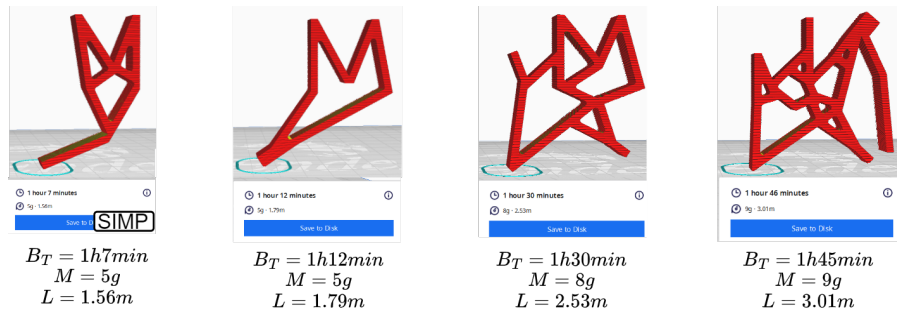 1 hour 7 minutes
5g · 1.56m
Save to D
SIMP
B_T = 1h7min
M = 5g
L = 1.56m
1 hour 12 minutes
5g · 1.79m
Save to Disk
B_T = 1h12min
M = 5g
L = 1.79m
1 hour 30 minutes
8g · 2.53m
Save to Disk
B_T = 1h30min
M = 8g
L = 2.53m
1 hour 46 minutes
9g · 3.01m
Save to Disk
B_T = 1h45min
M = 9g
L = 3.01m